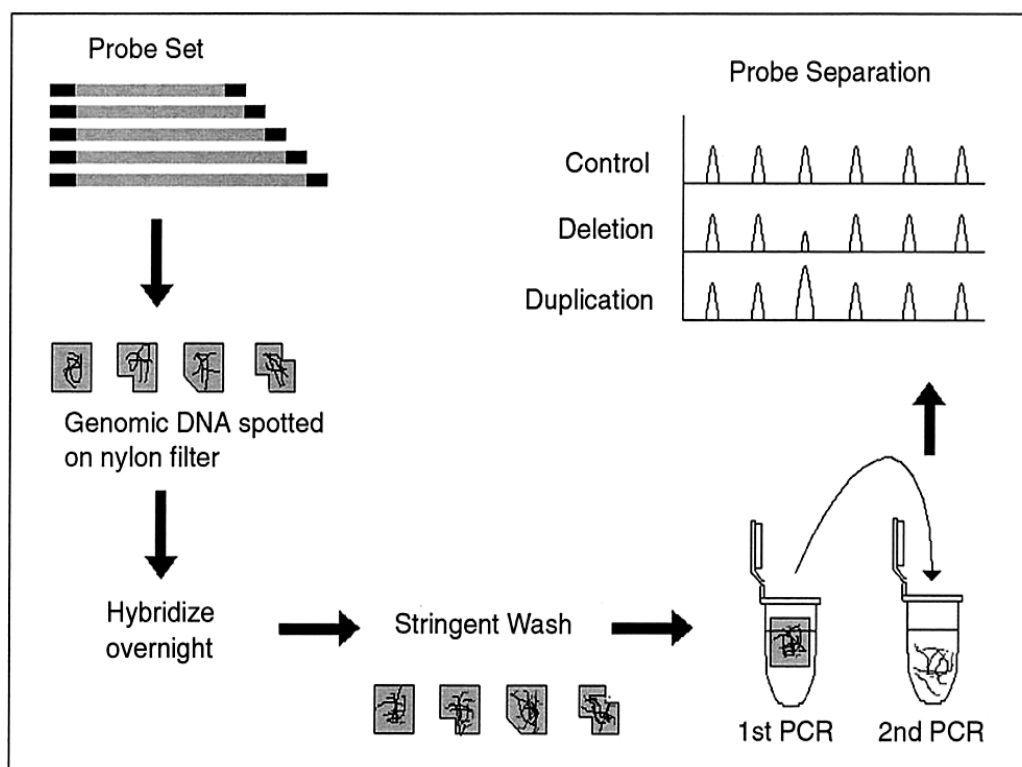 Probe Set
Genomic DNA spotted
on nylon filter
Hybridize
overnight
Stringent Wash
1st PCR
2nd PCR
Probe Separation
Control
Deletion
Duplication